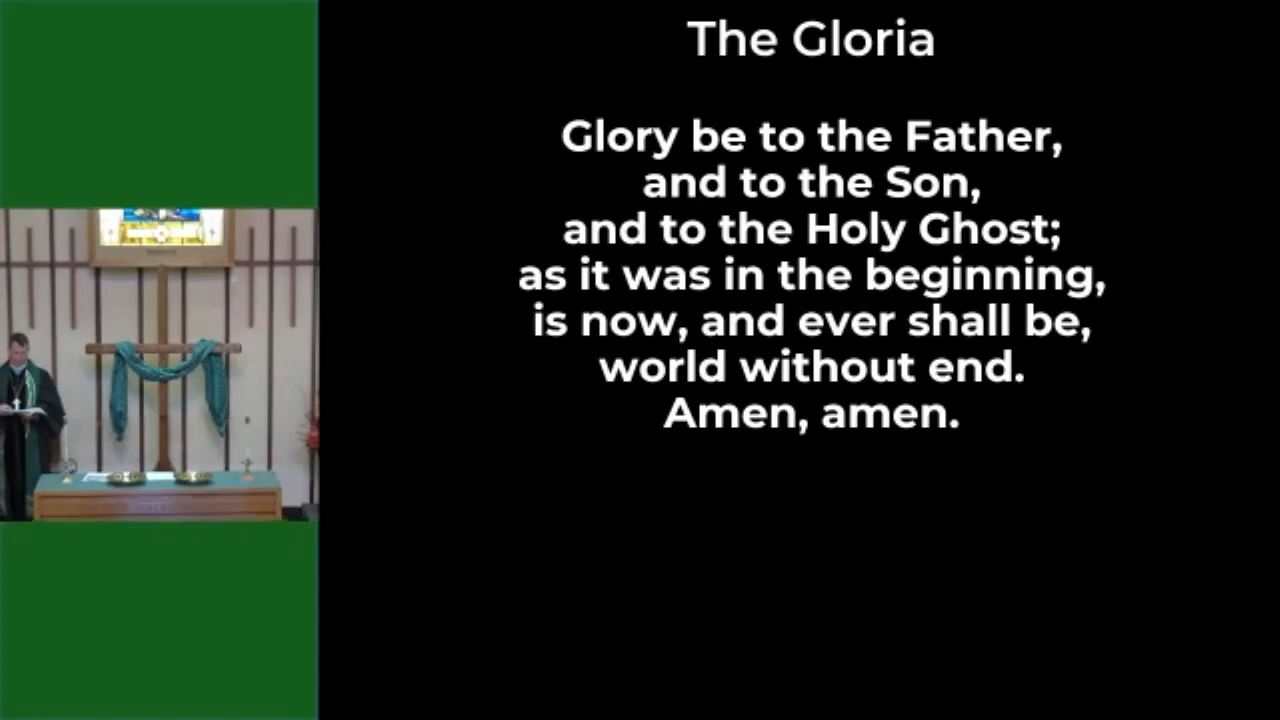 The Gloria
Glory be to the Father,
and to the Son,
and to the Holy Ghost;
as it was in the beginning,
is now, and ever shall be,
world without end.
Amen, amen.